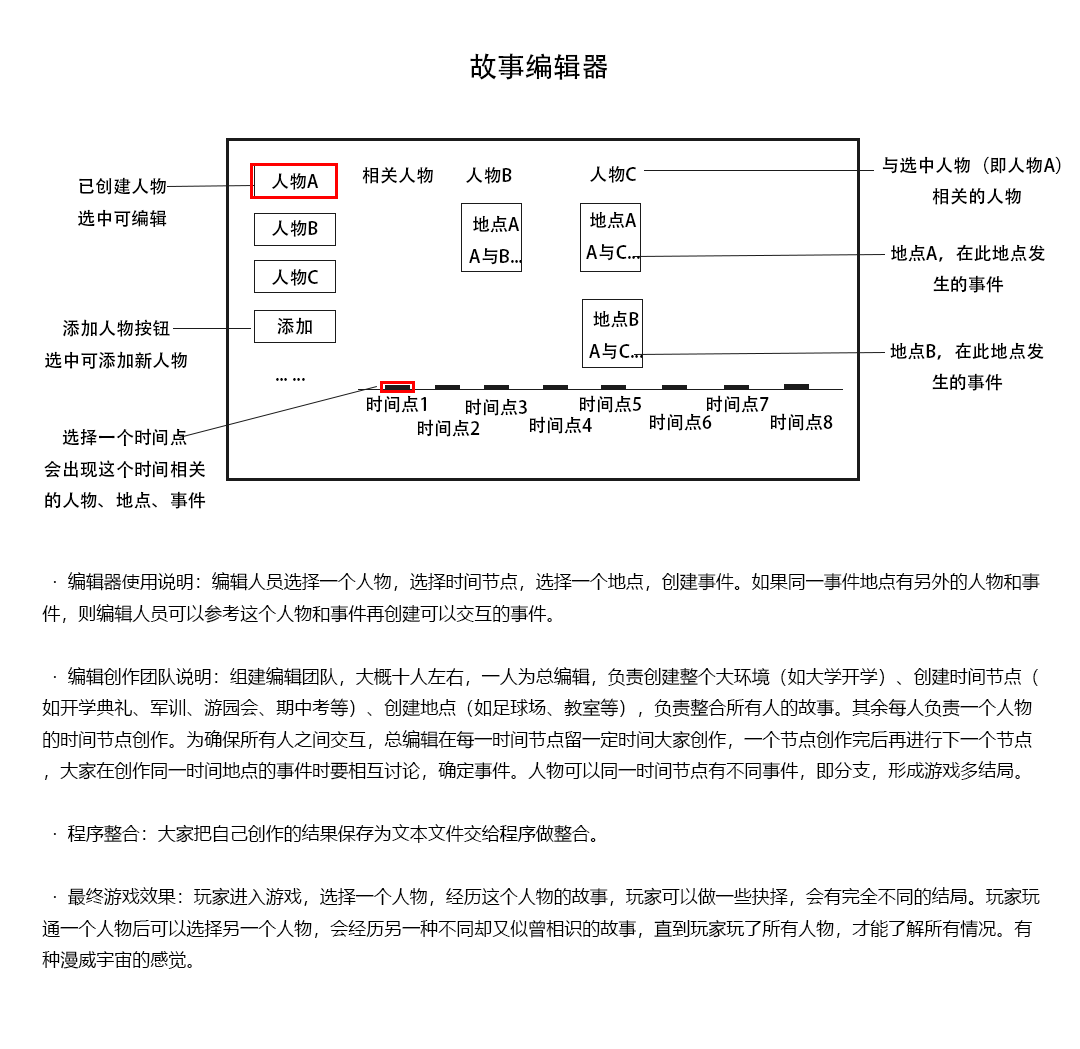 故事编辑器
已创建人物
选中可编辑
添加人物按钮
选中可添加新人物
选择一个时间点
会出现这个时间相关
的人物、地点、事件
人物A
人物B
人物C
添加
... ...
相关人物
人物B
人物C
地点A
A与B...
地点A
A与C...
地点B
A与C...
时间点1
时间点2
时间点3
时间点4
时间点5
时间点6
时间点7
时间点8
与选中人物（即人物A）
相关的人物
地点A，在此地点发
生的事件
地点B，在此地点发
生的事件
· 编辑器使用说明：编辑人员选择一个人物，选择时间节点，选择一个地点，创建事件。如果同一事件地点有另外的人物和事
件，则编辑人员可以参考这个人物和事件再创建可以交互的事件。
· 编辑创作团队说明：组建编辑团队，大概十人左右，一人为总编辑，负责创建整个大环境（如大学开学）、创建时间节点（
如开学典礼、军训、游园会、期中考等）、创建地点（如足球场、教室等），负责整合所有人的故事。其余每人负责一个人物
的时间节点创作。为确保所有人之间交互，总编辑在每一时间节点留一定时间大家创作，一个节点创作完后再进行下一个节点
，大家在创作同一时间地点的事件时要相互讨论，确定事件。人物可以同一时间节点有不同事件，即分支，形成游戏多结局。
· 程序整合：大家把自己创作的结果保存为文本文件交给程序做整合。
· 最终游戏效果：玩家进入游戏，选择一个人物，经历这个人物的故事，玩家可以做一些抉择，会有完全不同的结局。玩家玩
通一个人物后可以选择另一个人物，会经历另一种不同却又似曾相识的故事，直到玩家玩了所有人物，才能了解所有情况。有
种漫威宇宙的感觉。